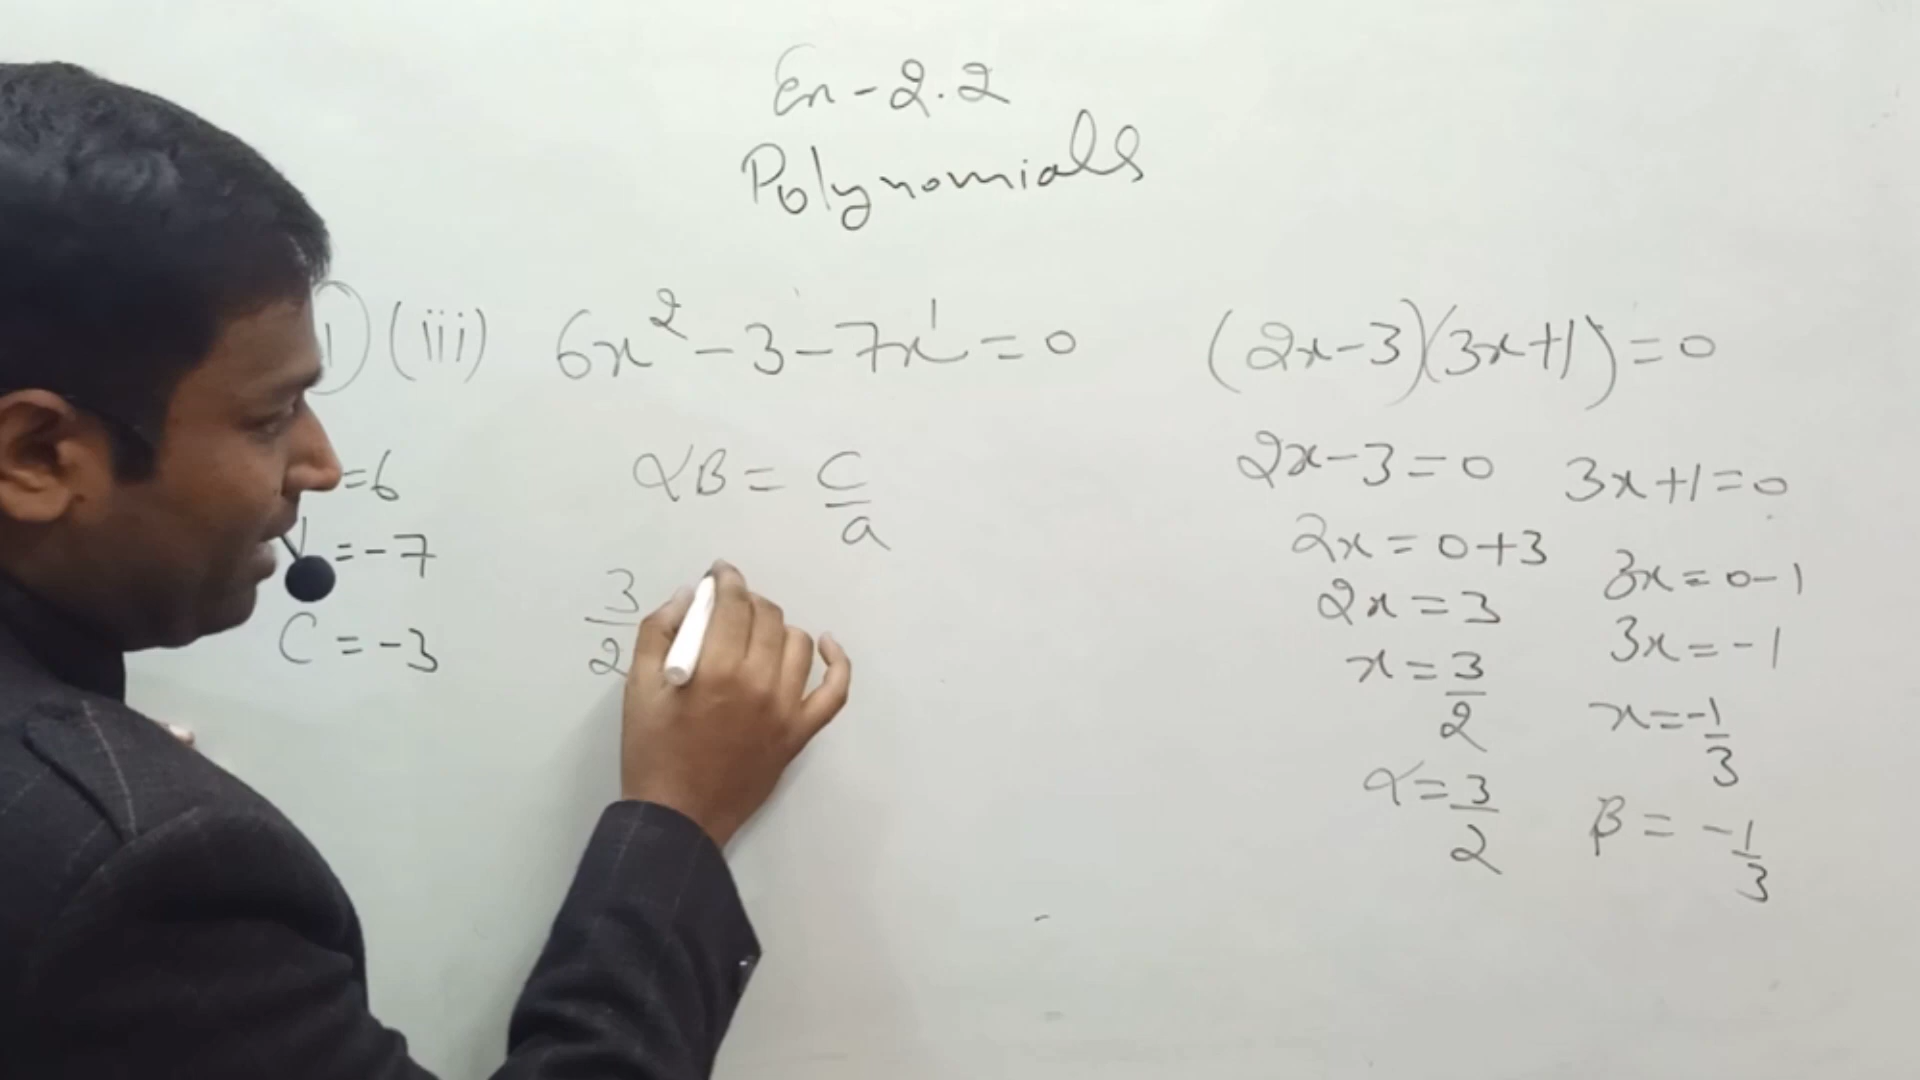 En-2.2
Polynomials
1) (iii) 6x² - 3 - 7x¹ = 0
= 6
= -7
C = -3
αβ = C/a
3/2
(2x-3)(3x+1) = 0
2x-3=0
2x = 0+3
2x = 3
x = 3/2
α = 3/2
3x+1=0
3x = 0-1
3x = -1
x = -1/3
β = -1/3